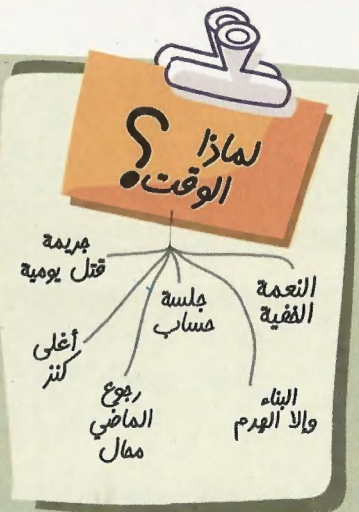 لماذا
الوقت؟
النعمة
الخفية
البناء
وإلا الهدم
جلسة
حساب
رجوع
الماضي
محال
أغلى
كنز
جريمة
قتل يومية